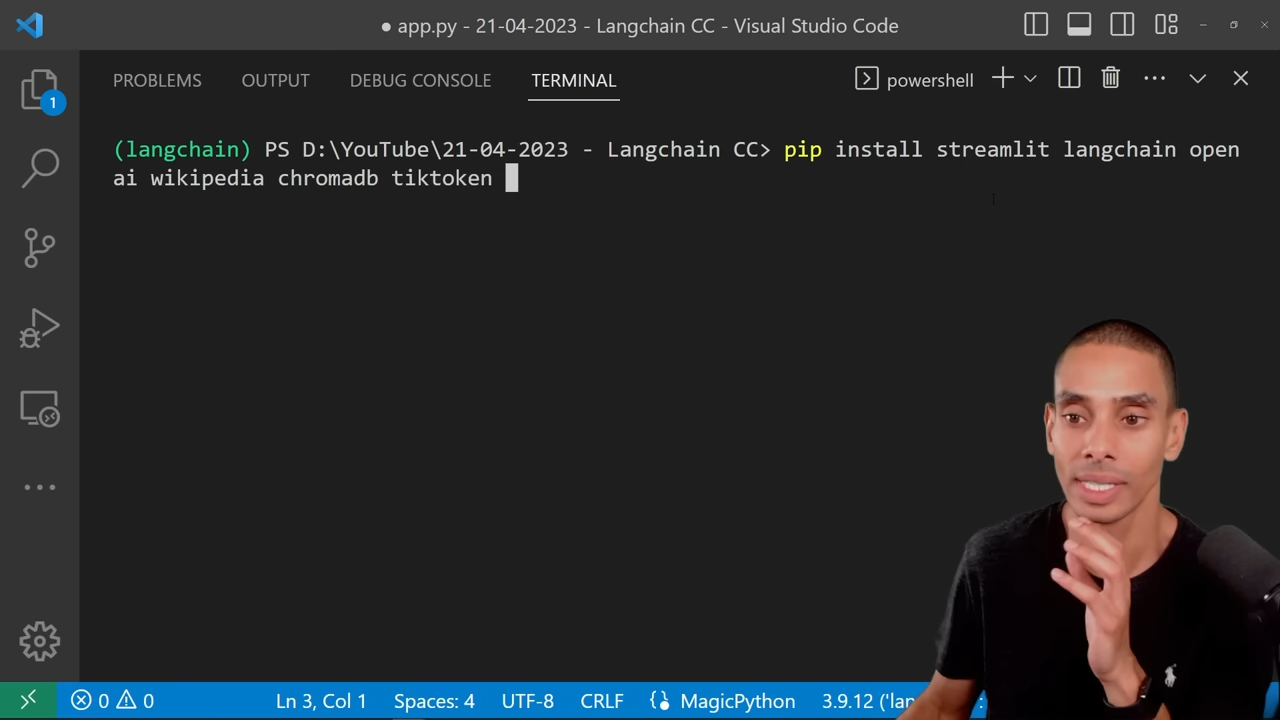 ● app.py - 21-04-2023 - Langchain CC - Visual Studio Code
1
PROBLEMS OUTPUT DEBUG CONSOLE TERMINAL powershell
(langchain) PS D:\YouTube\21-04-2023 - Langchain CC> pip install streamlit langchain open
ai wikipedia chromadb tiktoken
0 0 Ln 3, Col 1 Spaces: 4 UTF-8 CRLF MagicPython 3.9.12 ('lan